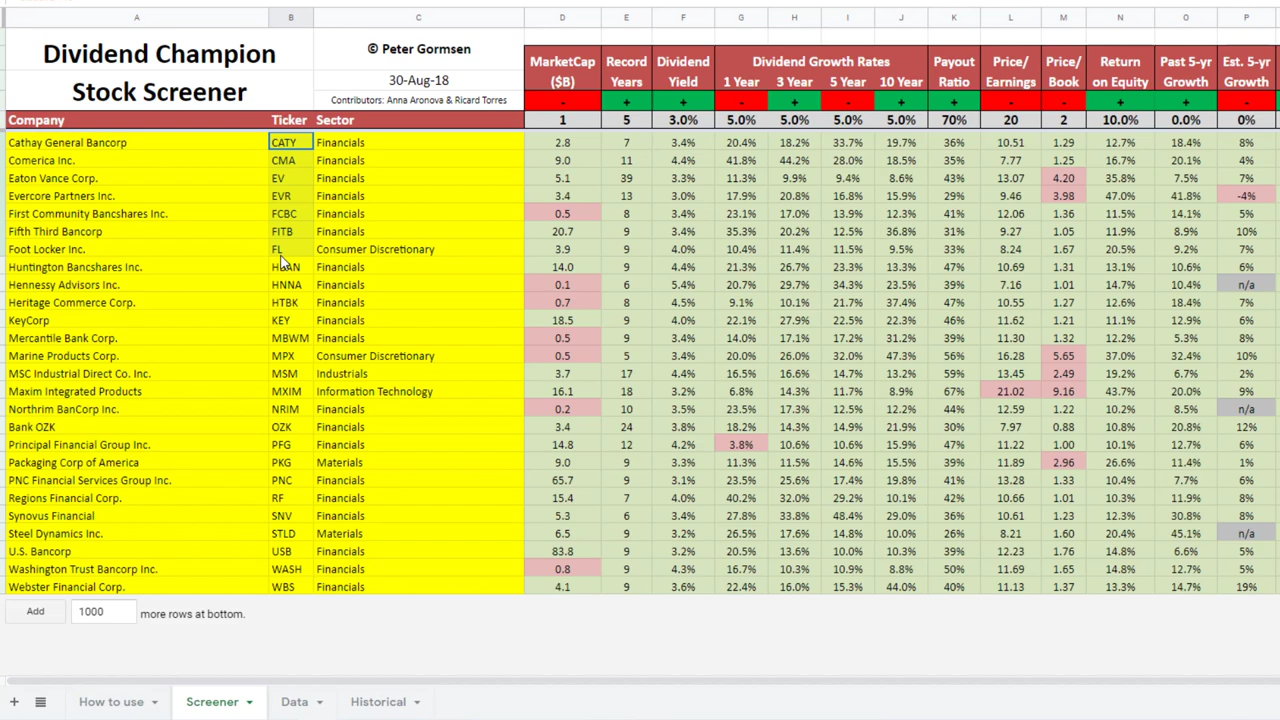 A B C D E F G H I J K L M N O P
Dividend Champion
Stock Screener
© Peter Gormsen
30-Aug-18
Contributors: Anna Aronova & Ricard Torres
MarketCap Record Dividend Dividend Growth Rates Payout Price/ Price/ Return Past 5-yr Est. 5-yr
($B) Years Yield 1 Year 3 Year 5 Year 10 Year Ratio Earnings Book on Equity Growth Growth
- + + - + - + + - - + + -
Company Ticker Sector 1 5 3.0% 5.0% 5.0% 5.0% 5.0% 70% 20 2 10.0% 0.0% 0%
Cathay General Bancorp CATY Financials 2.8 7 3.4% 20.4% 18.2% 33.7% 19.7% 36% 10.51 1.29 12.7% 18.4% 8%
Comerica Inc. CMA Financials 9.0 11 3.4% 41.8% 44.2% 28.0% 18.5% 35% 7.77 1.25 16.7% 20.1% 4%
Eaton Vance Corp. EV Financials 5.1 39 3.3% 11.3% 9.9% 9.4% 8.6% 43% 13.07 4.20 35.8% 7.5% 7%
Evercore Partners Inc. EVR Financials 3.4 13 3.0% 17.9% 20.8% 16.8% 15.9% 29% 9.46 3.98 47.0% 41.8% -4%
First Community Bancshares Inc. FCBC Financials 0.5 8 3.4% 23.1% 17.0% 13.9% 12.3% 41% 12.06 1.36 11.5% 14.1% 5%
Fifth Third Bancorp FITB Financials 20.7 9 3.4% 35.3% 20.2% 12.5% 36.8% 31% 9.27 1.05 11.9% 8.9% 10%
Foot Locker Inc. FL Consumer Discretionary 3.9 9 4.0% 10.4% 11.4% 11.5% 9.5% 33% 8.24 1.67 20.5% 9.2% 7%
Huntington Bancshares Inc. HBAN Financials 14.0 9 4.4% 21.3% 26.7% 23.3% 13.3% 47% 10.69 1.31 13.1% 10.6% 6%
Hennessy Advisors Inc. HNNA Financials 0.1 6 5.4% 20.7% 29.7% 34.3% 23.5% 39% 7.16 1.01 14.7% 10.4% n/a
Heritage Commerce Corp. HTBK Financials 0.7 8 4.5% 9.1% 10.1% 21.7% 37.4% 47% 10.55 1.27 12.6% 18.4% 7%
KeyCorp KEY Financials 18.5 9 4.0% 22.1% 27.9% 22.5% 22.3% 46% 11.62 1.21 11.1% 12.9% 6%
Mercantile Bank Corp. MBWM Financials 0.5 9 4.0% 14.0% 17.1% 17.2% 31.2% 39% 11.30 1.32 12.2% 5.3% 8%
Marine Products Corp. MPX Consumer Discretionary 0.5 5 3.4% 20.0% 26.0% 32.0% 47.3% 56% 16.28 5.65 37.0% 32.4% 10%
MSC Industrial Direct Co. Inc. MSM Industrials 3.7 17 4.4% 16.5% 16.6% 14.7% 13.2% 59% 13.45 2.49 19.2% 6.7% 2%
Maxim Integrated Products MXIM Information Technology 16.1 18 3.2% 6.8% 14.3% 11.7% 8.9% 67% 21.02 9.16 43.7% 20.0% 9%
Northrim BanCorp Inc. NRIM Financials 0.2 10 3.5% 23.5% 17.3% 12.5% 12.2% 44% 12.59 1.22 10.2% 8.5% n/a
Bank OZK OZK Financials 3.4 24 3.8% 18.2% 14.3% 14.9% 21.9% 30% 7.97 0.88 10.8% 20.8% 12%
Principal Financial Group Inc. PFG Financials 14.8 12 4.2% 3.8% 10.6% 10.6% 15.9% 47% 11.22 1.00 10.1% 12.7% 6%
Packaging Corp of America PKG Materials 9.0 9 3.3% 11.3% 11.5% 14.6% 15.5% 39% 11.89 2.96 26.6% 11.4% 1%
PNC Financial Services Group Inc. PNC Financials 65.7 9 3.1% 23.5% 25.6% 17.4% 19.8% 41% 13.28 1.33 10.4% 7.7% 6%
Regions Financial Corp. RF Financials 15.4 7 4.0% 40.2% 32.0% 29.2% 10.1% 42% 10.66 1.01 10.3% 11.9% 8%
Synovus Financial SNV Financials 5.3 6 3.4% 27.8% 33.8% 48.4% 29.0% 36% 10.61 1.23 12.3% 30.8% 8%
Steel Dynamics Inc. STLD Materials 6.5 9 3.2% 26.5% 17.6% 14.8% 10.0% 26% 8.21 1.60 20.4% 45.1% n/a
U.S. Bancorp USB Financials 83.8 9 3.2% 20.5% 13.6% 10.0% 10.3% 39% 12.23 1.76 14.8% 6.6% 5%
Washington Trust Bancorp Inc. WASH Financials 0.8 9 4.3% 16.7% 10.3% 10.9% 8.8% 50% 11.69 1.65 14.8% 12.7% 5%
Webster Financial Corp. WBS Financials 4.1 9 3.6% 22.4% 16.0% 15.3% 44.0% 40% 11.13 1.37 13.3% 14.7% 19%
Add 1000 more rows at bottom.
+ How to use Screener Data Historical